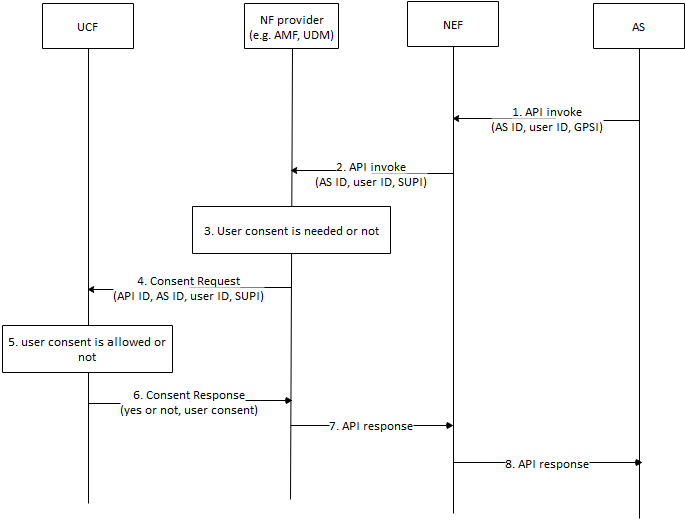 UCF
NF provider
(e.g. AMF, UDM)
NEF
AS
1. API invoke
(AS ID, user ID, GPSI)
2. API invoke
(AS ID, user ID, SUPI)
3. User consent is needed or not
4. Consent Request
(API ID, AS ID, user ID, SUPI)
5. user consent is allowed or
not
6. Consent Response
(yes or not, user consent)
7. API response
8. API response